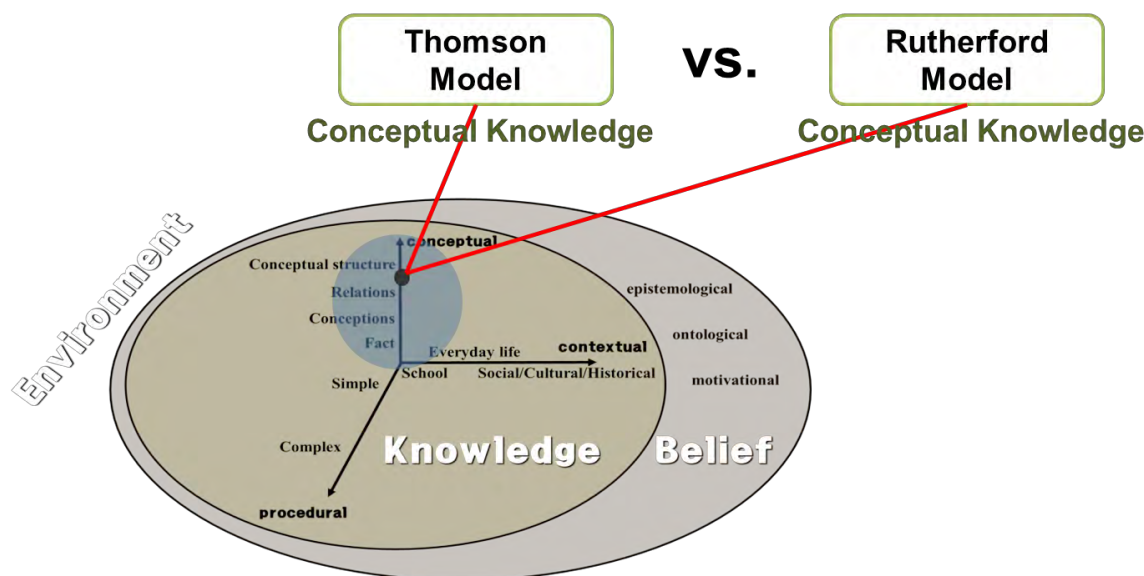 Thomson
Model
vs.
Rutherford
Model
Conceptual Knowledge
Conceptual Knowledge
Environment
conceptual
Conceptual structure
Relations
Conceptions
Fact
epistemological
ontological
motivational
Everyday life
contextual
School
Social/Cultural/Historical
Simple
Complex
procedural
Knowledge
Belief